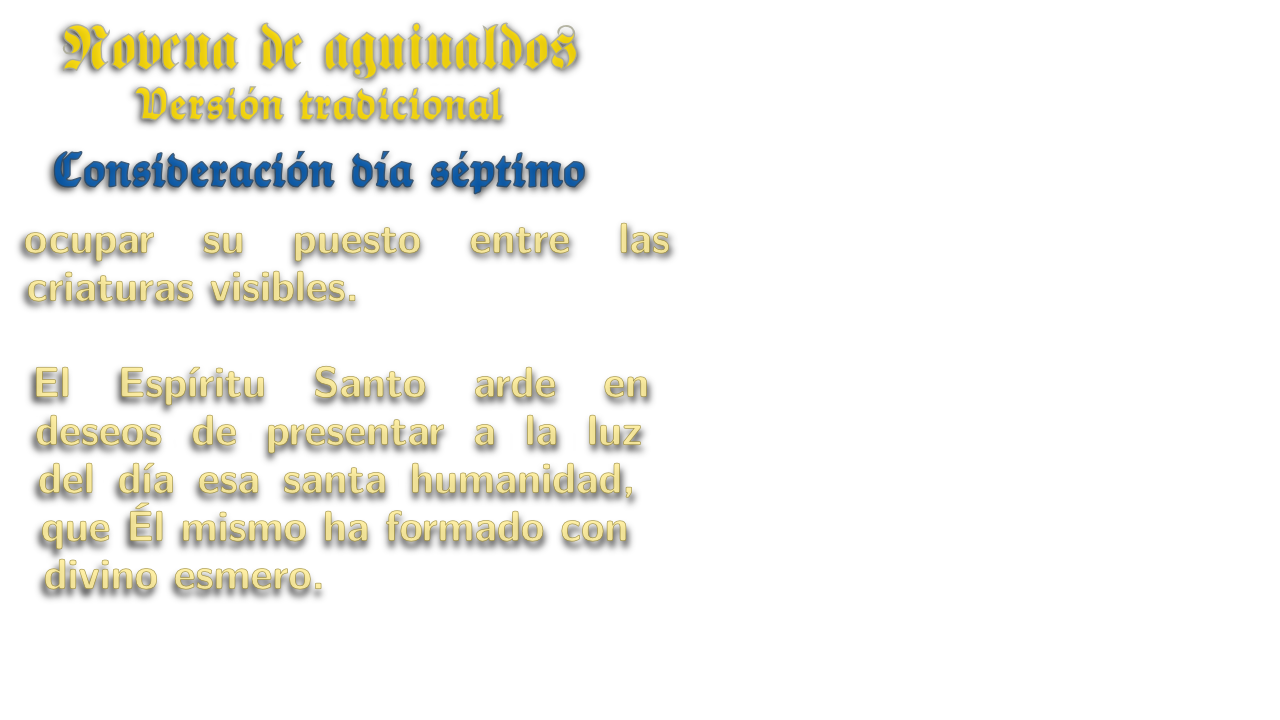 Novena de aguinaldos
Versión tradicional
Consideración día séptimo
ocupar su puesto entre las
criaturas visibles.
El Espíritu Santo arde en
deseos de presentar a la luz
del día esa santa humanidad,
que Él mismo ha formado con
divino esmero.